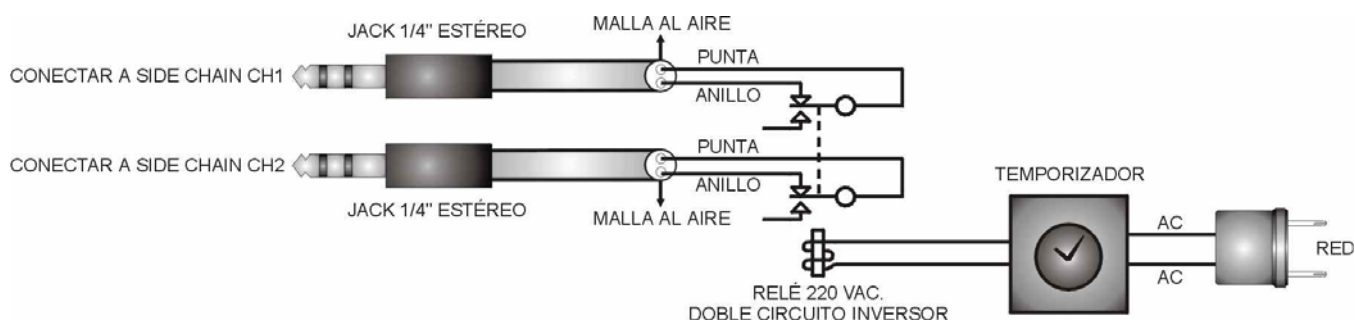 JACK 1/4" ESTÉREO
MALLA AL AIRE
PUNTA
CONECTAR A SIDE CHAIN CH1
ANILLO
PUNTA
CONECTAR A SIDE CHAIN CH2
ANILLO
JACK 1/4" ESTÉREO
MALLA AL AIRE
TEMPORIZADOR
AC
RED
AC
RELÉ 220 VAC.
DOBLE CIRCUITO INVERSOR